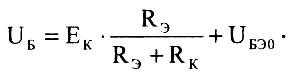 U_Б = E_К · R_Э / (R_Э + R_К) + U_БЭ0 .